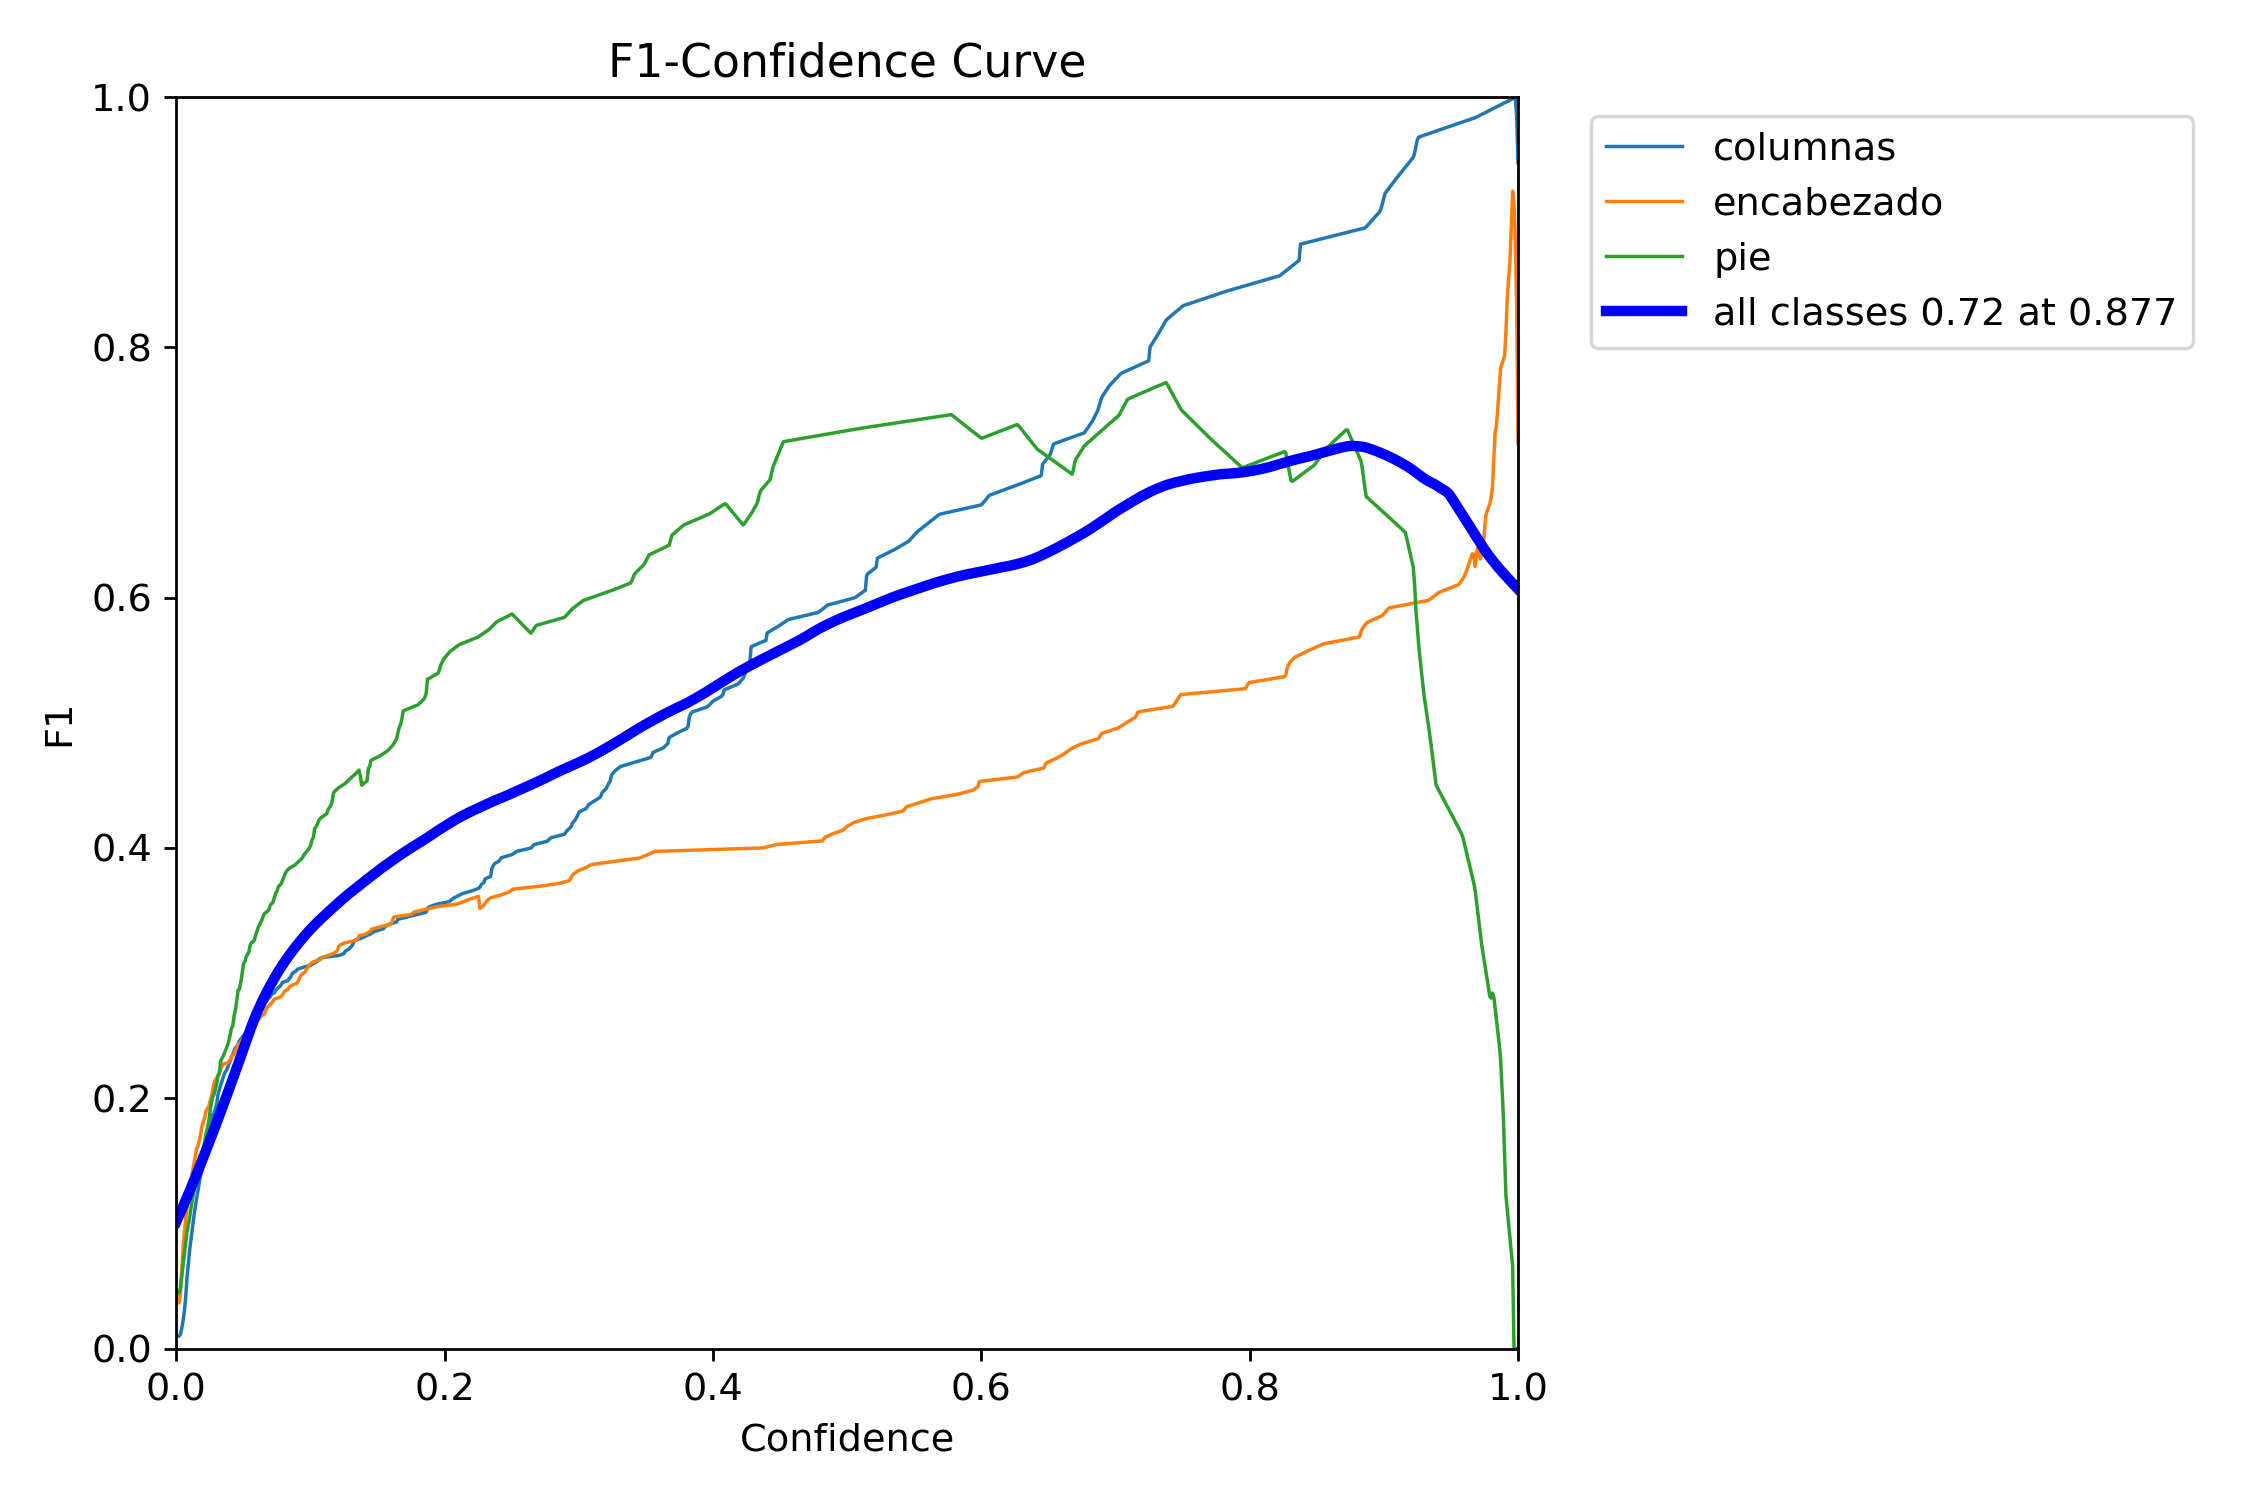 F1-Confidence Curve
1.0
0.8
0.6
0.4
0.2
0.0
F1
0.0 0.2 0.4 0.6 0.8 1.0
Confidence
columnas
encabezado
pie
all classes 0.72 at 0.877